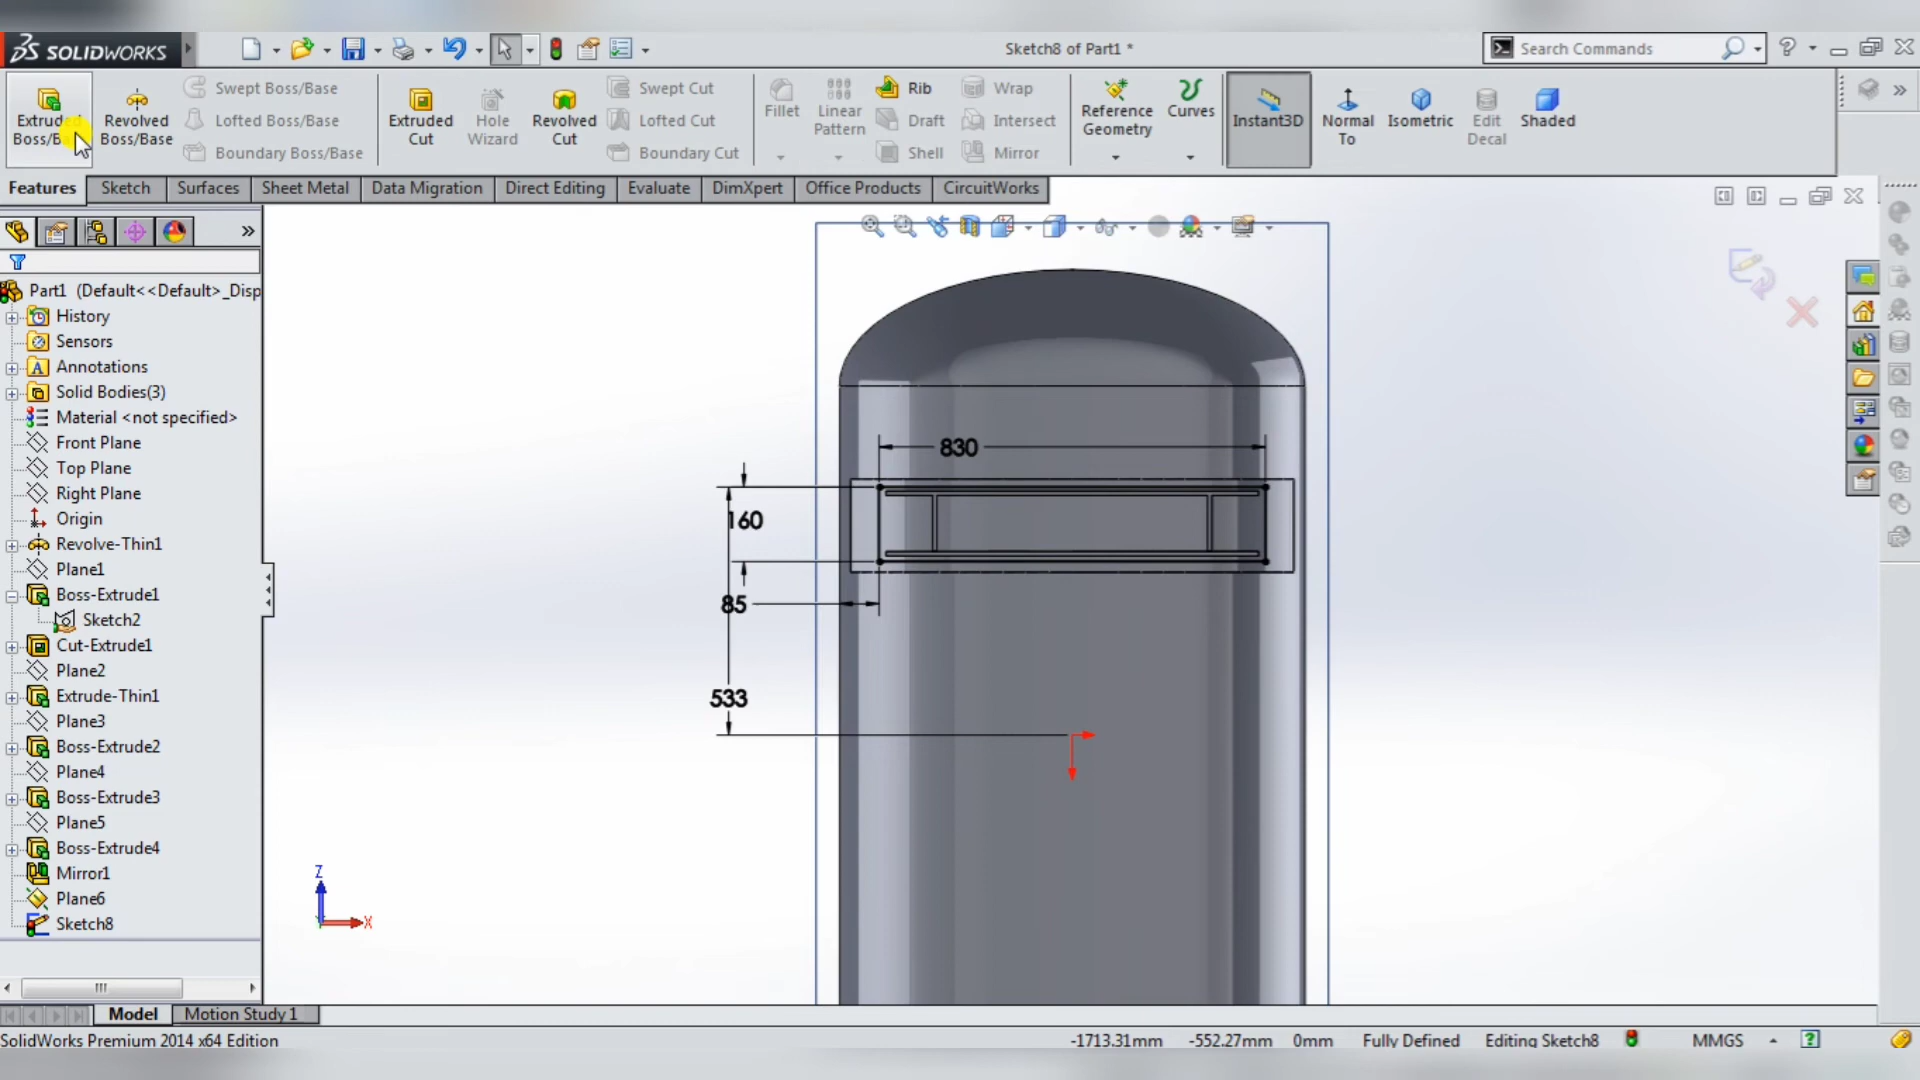 SOLIDWORKS
Sketch8 of Part1 *
Search Commands
Extruded Boss/Ba
Revolved Boss/Base
Swept Boss/Base
Lofted Boss/Base
Boundary Boss/Base
Extruded Cut
Hole Wizard
Revolved Cut
Swept Cut
Lofted Cut
Boundary Cut
Fillet
Linear Pattern
Rib
Draft
Shell
Wrap
Intersect
Mirror
Reference Geometry
Curves
Instant3D
Normal To
Isometric
Edit Decal
Shaded
Features
Sketch
Surfaces
Sheet Metal
Data Migration
Direct Editing
Evaluate
DimXpert
Office Products
CircuitWorks
Part1 (Default<<Default>_Disp
History
Sensors
Annotations
Solid Bodies(3)
Material <not specified>
Front Plane
Top Plane
Right Plane
Origin
Revolve-Thin1
Plane1
Boss-Extrude1
Sketch2
Cut-Extrude1
Plane2
Extrude-Thin1
Plane3
Boss-Extrude2
Plane4
Boss-Extrude3
Plane5
Boss-Extrude4
Mirror1
Plane6
Sketch8
830
160
85
533
Z
X
Model
Motion Study 1
SolidWorks Premium 2014 x64 Edition
-1713.31mm
-552.27mm
0mm
Fully Defined
Editing Sketch8
MMGS